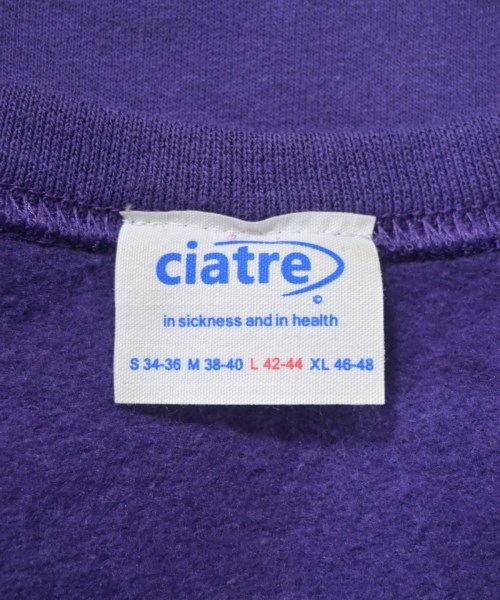 ciatre
©
in sickness and in health
S 34-36 M 38-40 L 42-44 XL 46-48